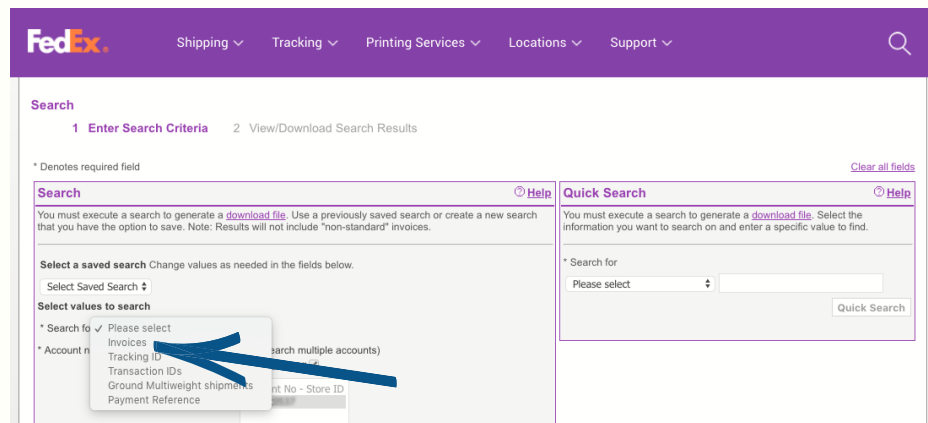 FedEx.
Shipping
Tracking
Printing Services
Locations
Support
Search
1 Enter Search Criteria
2 View/Download Search Results
* Denotes required field
Clear all fields
Search
Help
You must execute a search to generate a download file. Use a previously saved search or create a new search
that you have the option to save. Note: Results will not include "non-standard" invoices.
Select a saved search Change values as needed in the fields below.
Select Saved Search
Select values to search
* Search fo
✓ Please select
Invoices
Tracking ID
Transaction IDs
Ground Multiweight shipments
Payment Reference
* Account n
earch multiple accounts)
nt No - Store ID
Quick Search
Help
You must execute a search to generate a download file. Select the
information you want to search on and enter a specific value to find.
* Search for
Please select
Quick Search